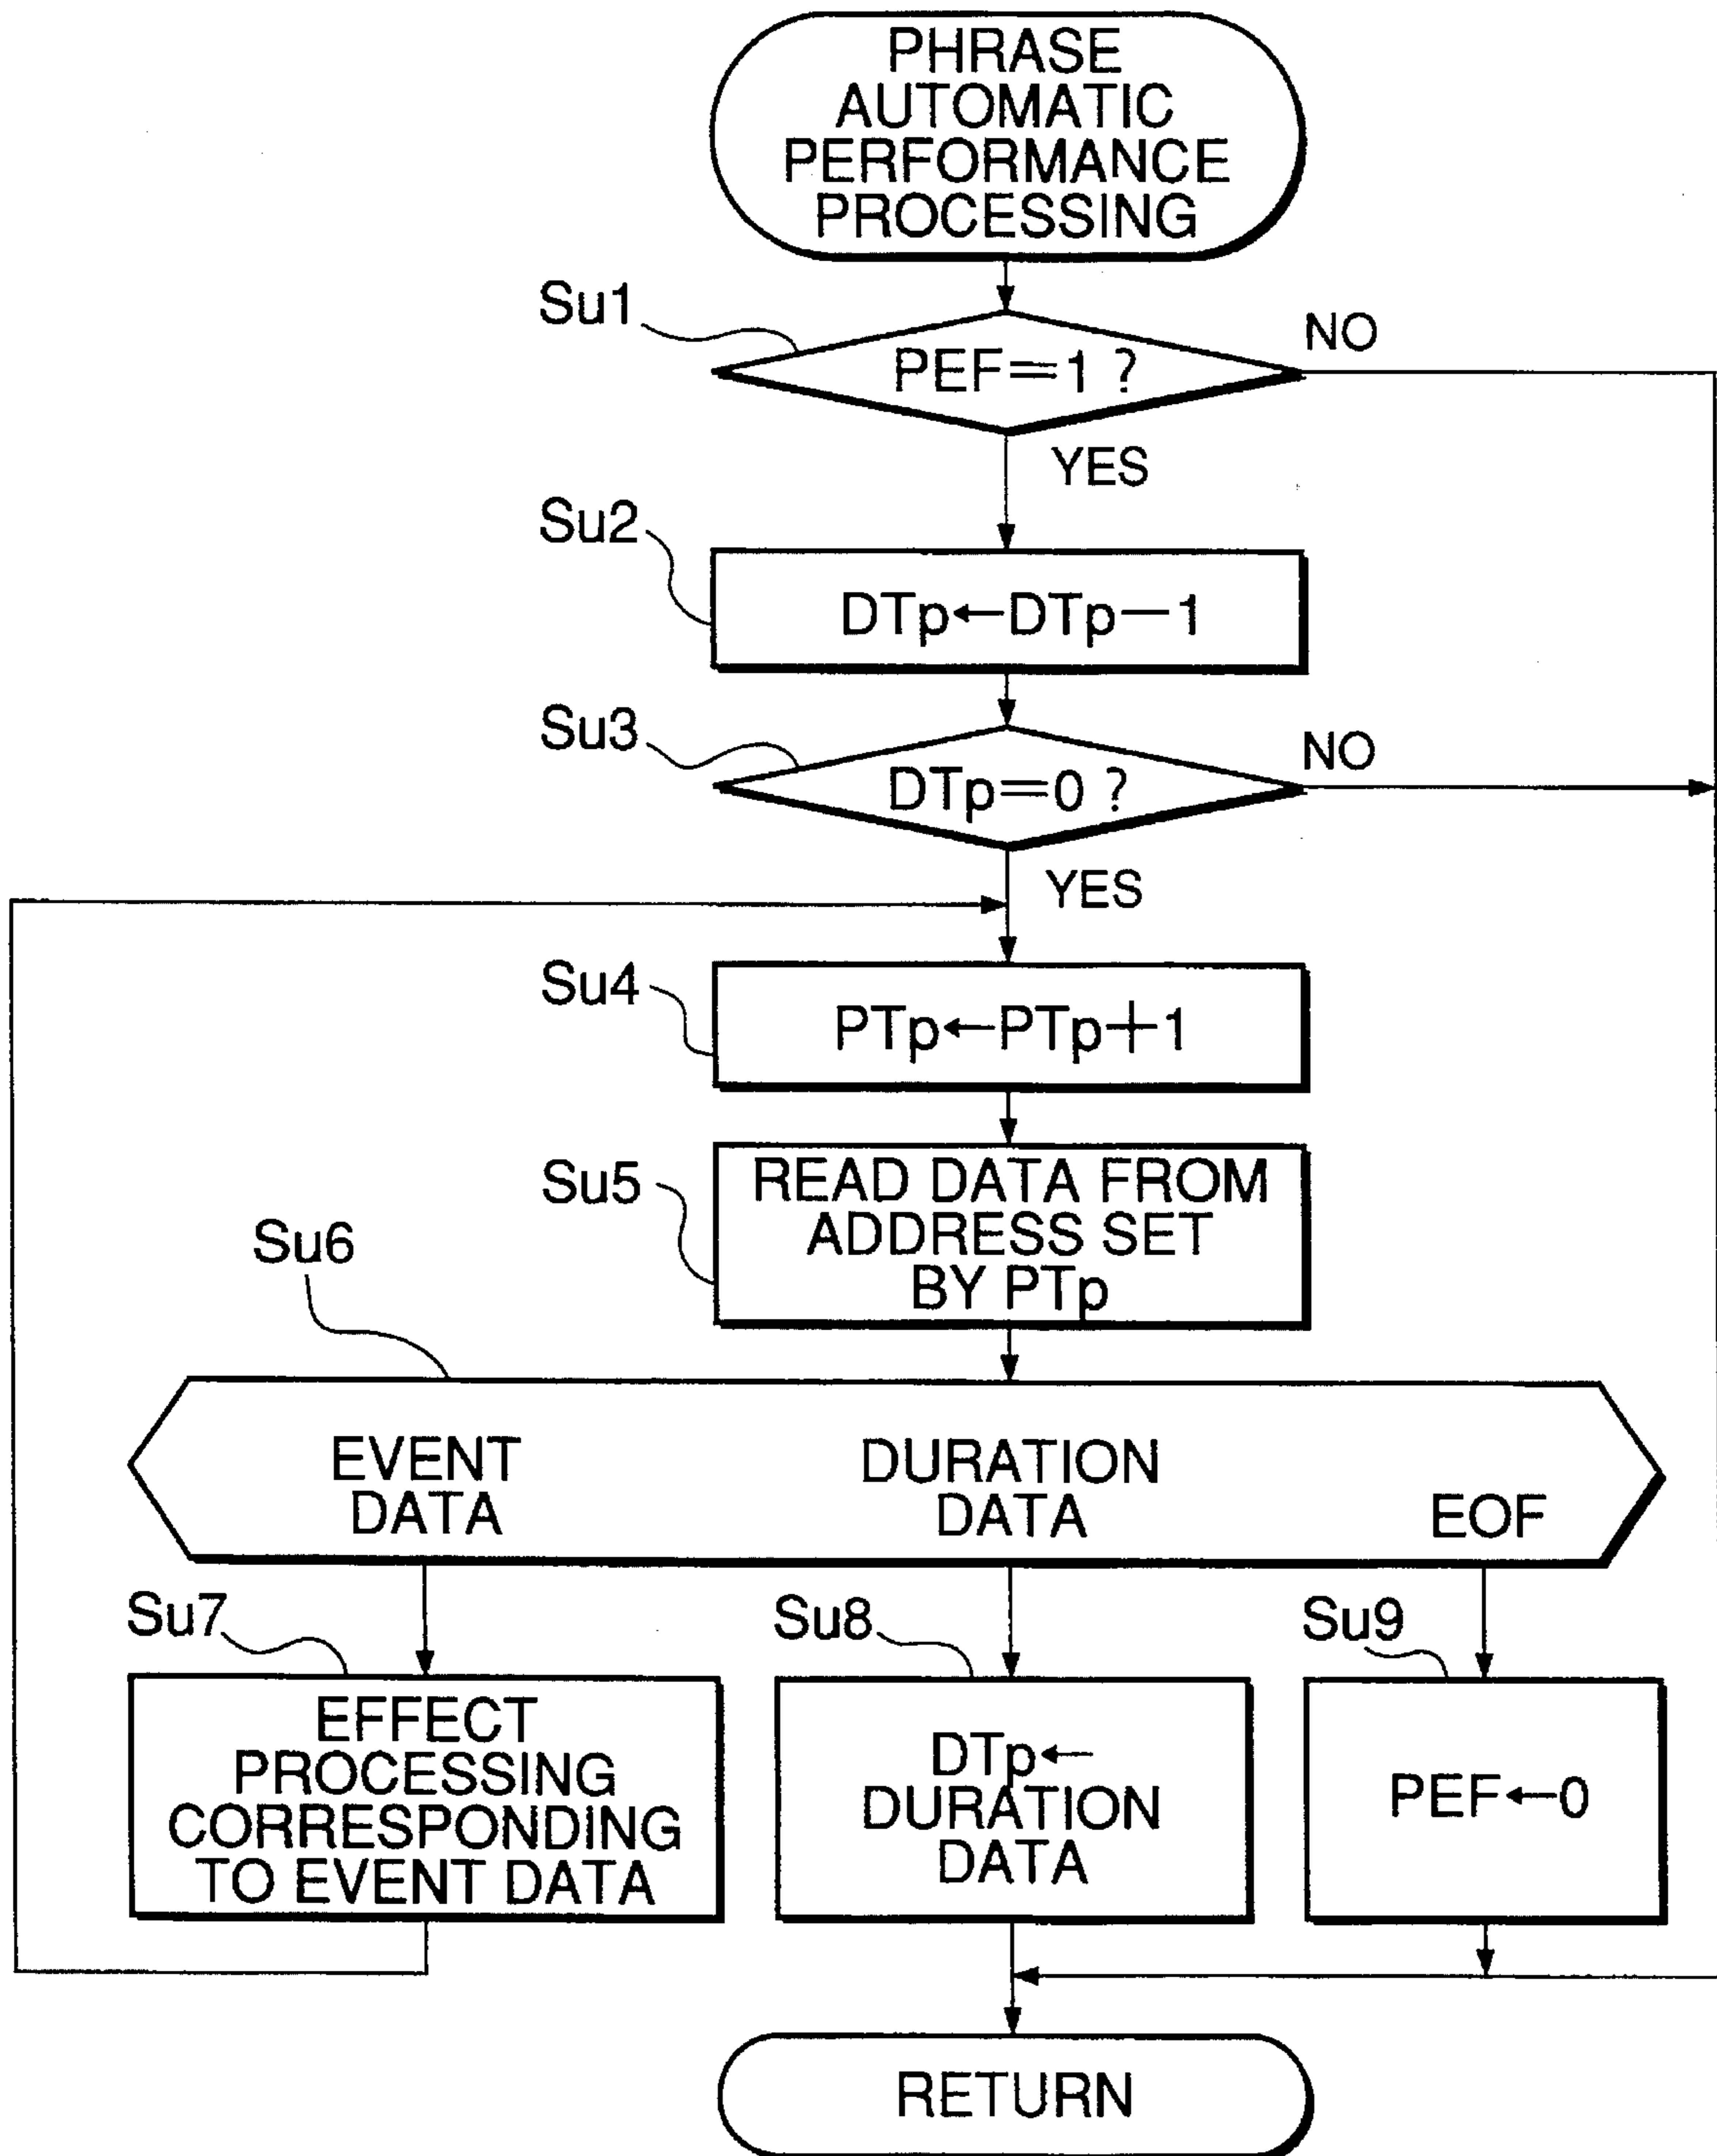 PHRASE
AUTOMATIC
PERFORMANCE
PROCESSING
Su1
PEF=1 ?
NO
YES
Su2
DTp←DTp−1
Su3
DTp=0 ?
NO
YES
Su4
PTp←PTp+1
Su5
READ DATA FROM
ADDRESS SET
BY PTp
Su6
EVENT
DATA
DURATION
DATA
EOF
Su7
EFFECT
PROCESSING
CORRESPONDING
TO EVENT DATA
Su8
DTp←
DURATION
DATA
Su9
PEF←0
RETURN